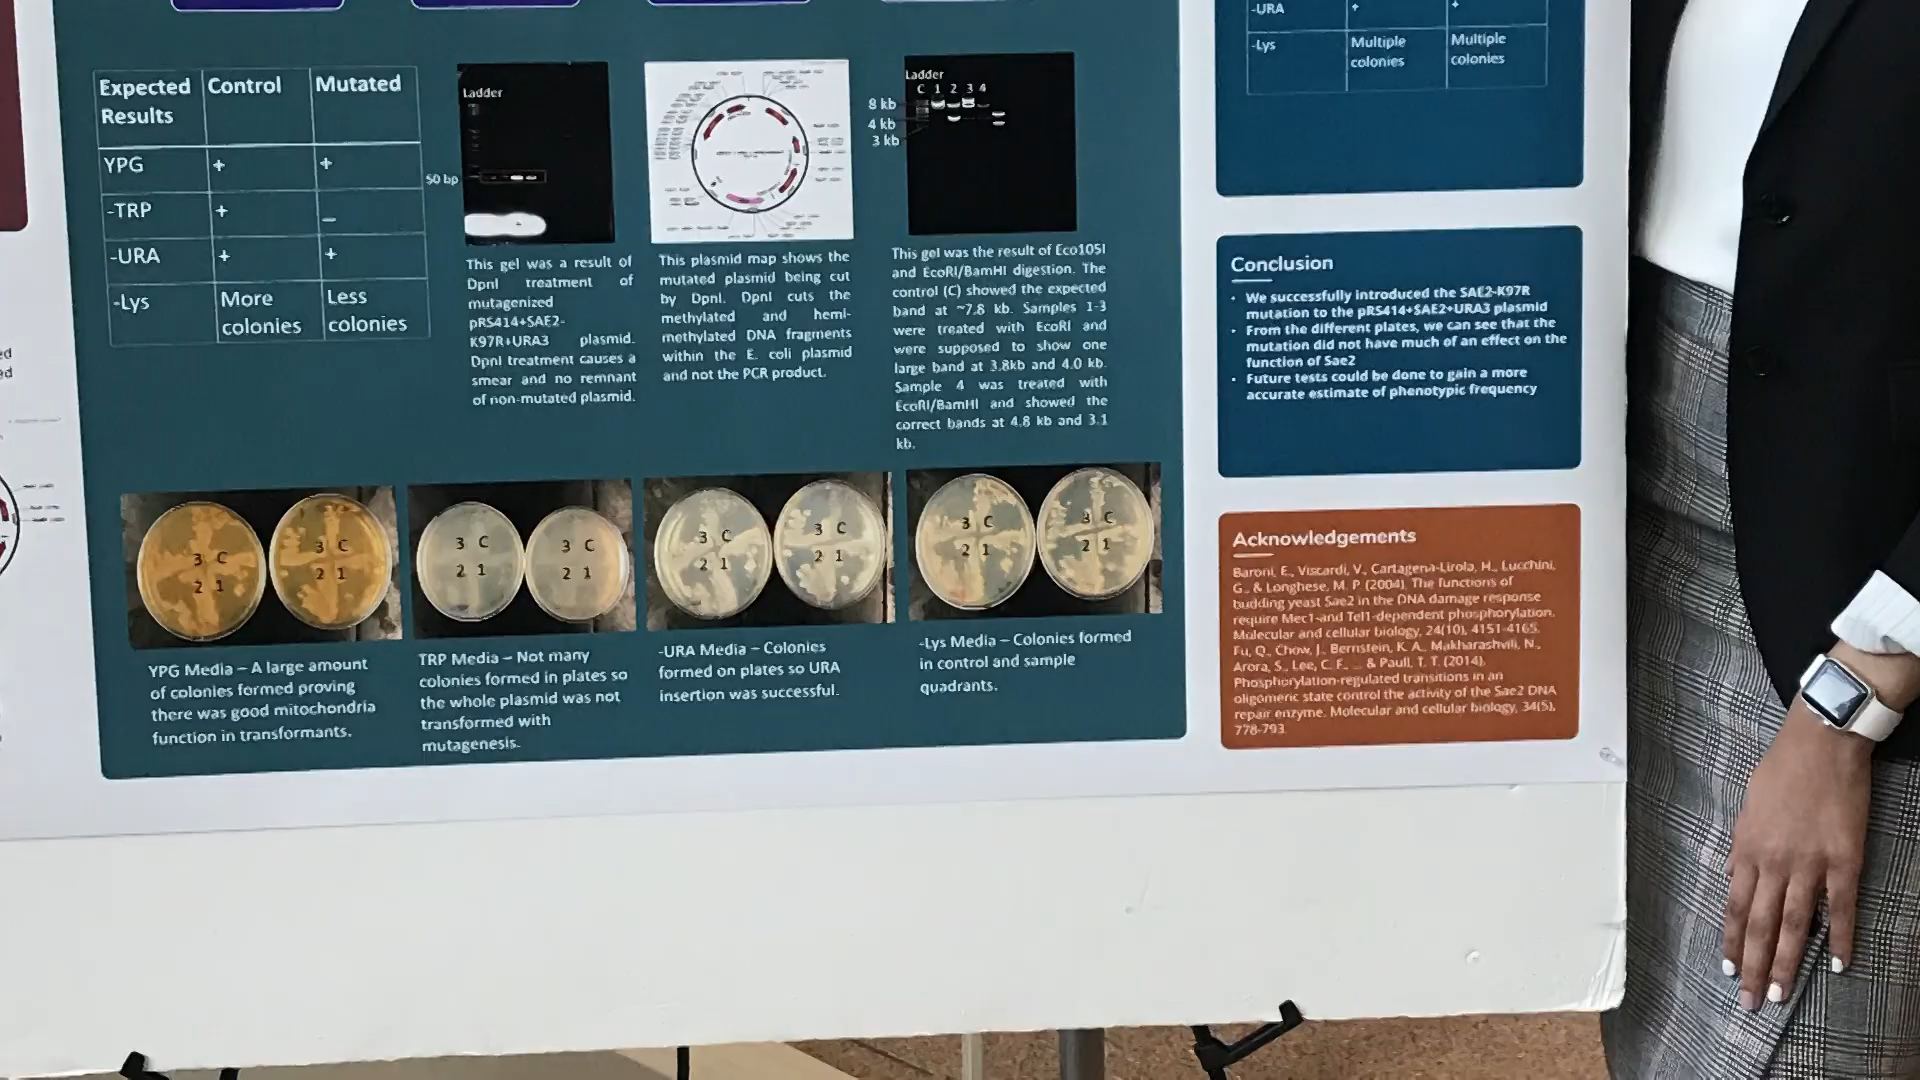 Expected Control Mutated
Results
YPG + +
-TRP + _
-URA + +
-Lys More Less
colonies colonies
Ladder
50 bp
Ladder
C 1 2 3 4
8 kb
4 kb
3 kb
This gel was a result of
DpnI treatment of
mutagenized
pRS414+SAE2-
K97R+URA3 plasmid.
DpnI treatment causes a
smear and no remnant
of non-mutated plasmid.
This plasmid map shows the
mutated plasmid being cut
by DpnI. DpnI cuts the
methylated and hemi-
methylated DNA fragments
within the E. coli plasmid
and not the PCR product.
This gel was the result of Eco105I
and EcoRI/BamHI digestion. The
control (C) showed the expected
band at ~7.8 kb. Samples 1-3
were treated with EcoRI and
were supposed to show one
large band at 3.8kb and 4.0 kb.
Sample 4 was treated with
EcoRI/BamHI and showed the
correct bands at 4.8 kb and 3.1
kb.
3 C
2 1
3 C
2 1
3 C
2 1
3 C
2 1
3 C
2 1
3 C
2 1
3 C
2 1
3 C
2 1
YPG Media – A large amount
of colonies formed proving
there was good mitochondria
function in transformants.
TRP Media – Not many
colonies formed in plates so
the whole plasmid was not
transformed with
mutagenesis.
-URA Media – Colonies
formed on plates so URA
insertion was successful.
-Lys Media – Colonies formed
in control and sample
quadrants.
-URA + +
-Lys Multiple Multiple
colonies colonies
Conclusion
• We successfully introduced the SAE2-K97R
mutation to the pRS414+SAE2+URA3 plasmid
• From the different plates, we can see that the
mutation did not have much of an effect on the
function of Sae2
• Future tests could be done to gain a more
accurate estimate of phenotypic frequency
Acknowledgements
Baroni, E., Viscardi, V., Cartagena-Lirola, H., Lucchini,
G., & Longhese, M. P. (2004). The functions of
budding yeast Sae2 in the DNA damage response
require Mec1-and Tel1-dependent phosphorylation.
Molecular and cellular biology, 24(10), 4151-4165.
Fu, Q., Chow, J., Bernstein, K. A., Makharashvili, N.,
Arora, S., Lee, C. F., ... & Paull, T. T. (2014).
Phosphorylation-regulated transitions in an
oligomeric state control the activity of the Sae2 DNA
repair enzyme. Molecular and cellular biology, 34(5),
778-793.